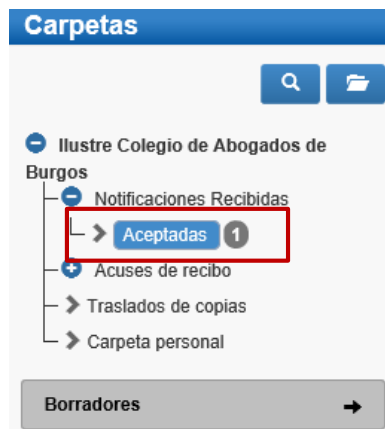 Carpetas
Ilustre Colegio de Abogados de
Burgos
Notificaciones Recibidas
Aceptadas 1
Acuses de recibo
Traslados de copias
Carpeta personal
Borradores